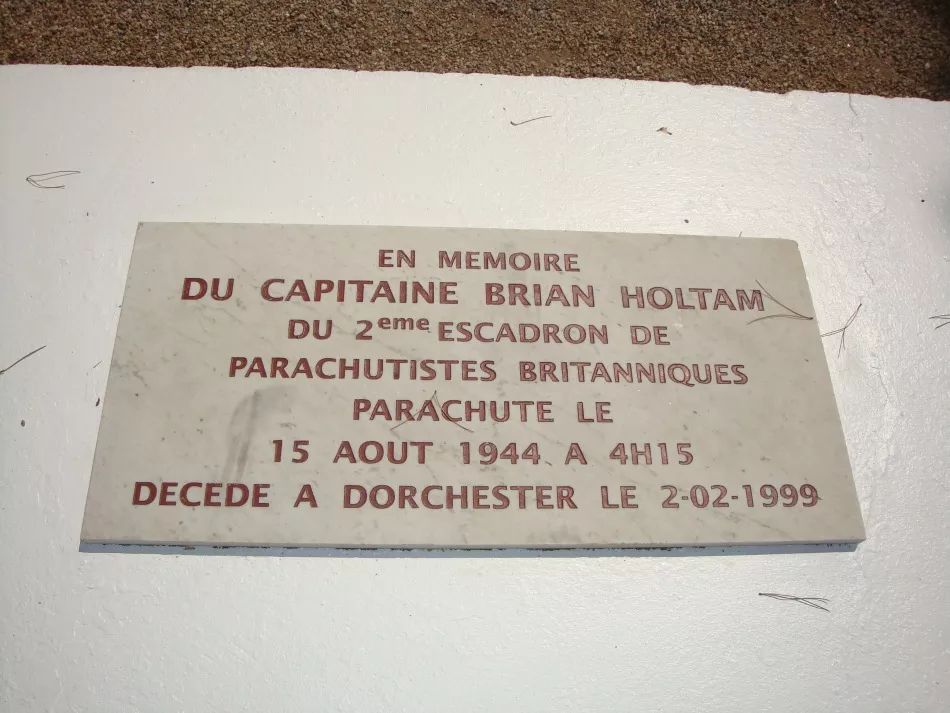 EN MEMOIRE
DU CAPITAINE BRIAN HOLTAM
DU 2eme ESCADRON DE
PARACHUTISTES BRITANNIQUES
PARACHUTE LE
15 AOUT 1944 A 4H15
DECEDE A DORCHESTER LE 2-02-1999